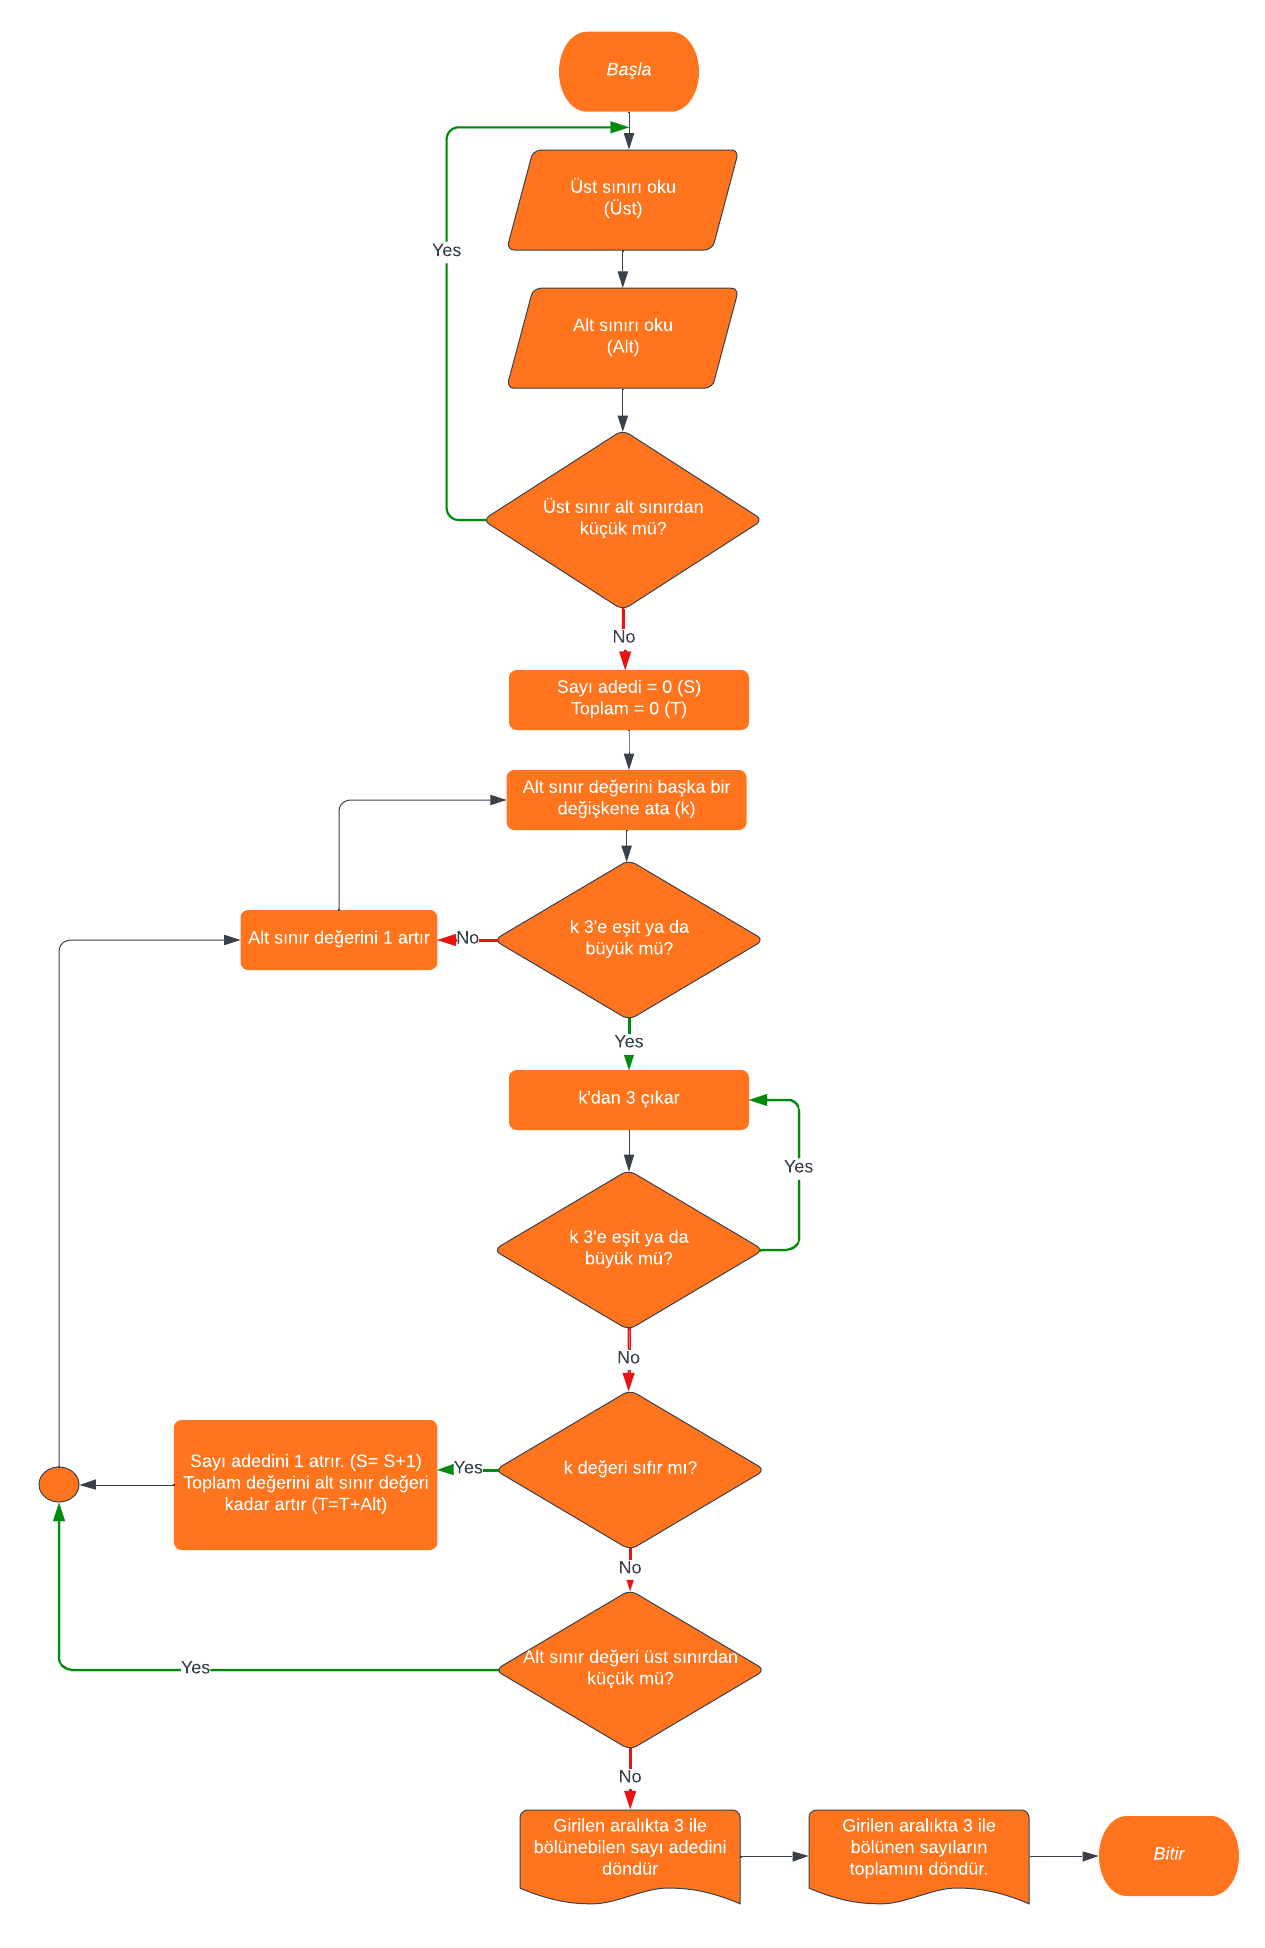 Başla
Üst sınırı oku
(Üst)
Yes
Alt sınırı oku
(Alt)
Üst sınır alt sınırdan
küçük mü?
No
Sayı adedi = 0 (S)
Toplam = 0 (T)
Alt sınır değerini başka bir
değişkene ata (k)
k 3'e eşit ya da
büyük mü?
No
Alt sınır değerini 1 artır
Yes
k'dan 3 çıkar
Yes
k 3'e eşit ya da
büyük mü?
No
k değeri sıfır mı?
Yes
Sayı adedini 1 atrır. (S= S+1)
Toplam değerini alt sınır değeri
kadar artır (T=T+Alt)
No
Alt sınır değeri üst sınırdan
küçük mü?
Yes
No
Girilen aralıkta 3 ile
bölünebilen sayı adedini
döndür
Girilen aralıkta 3 ile
bölünen sayıların
toplamını döndür.
Bitir